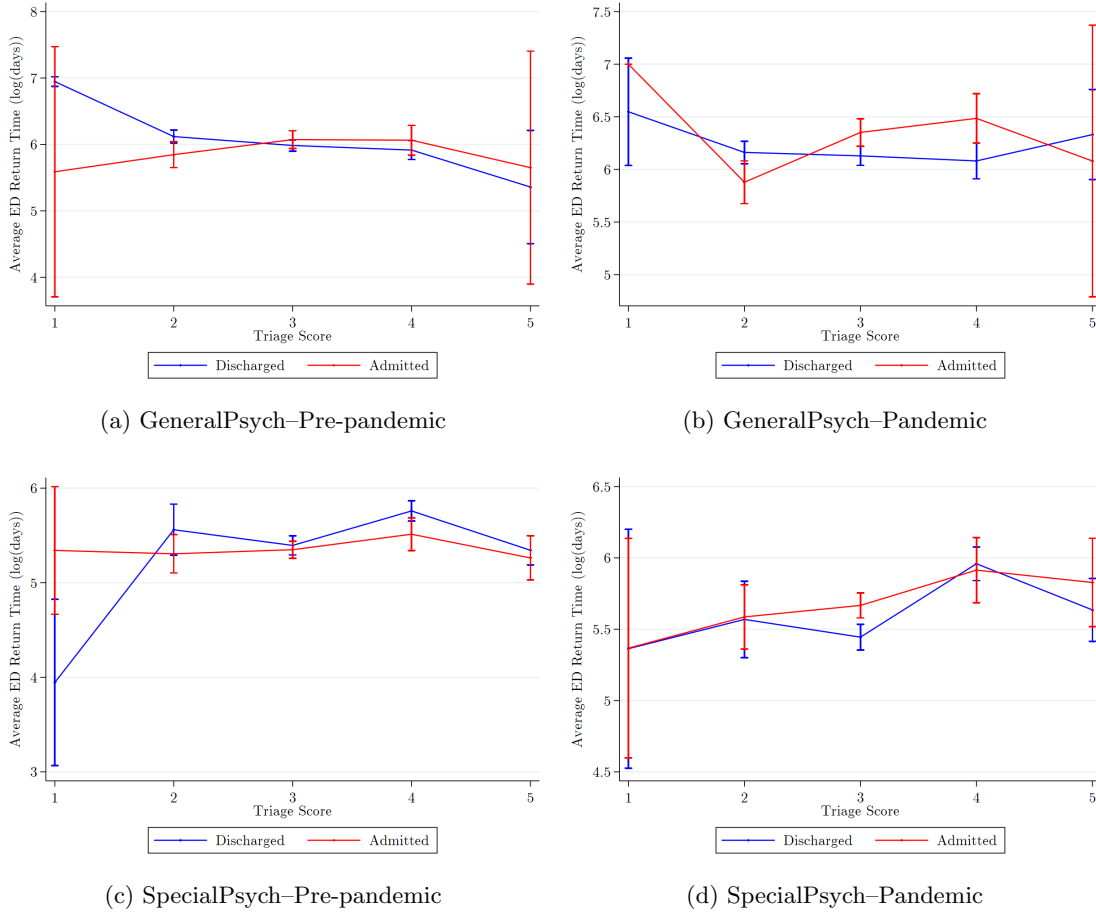 Average ED Return Time (log(days))
8
7
6
5
4
1 2 3 4 5
Triage Score
Discharged Admitted
(a) GeneralPsych–Pre-pandemic
Average ED Return Time (log(days))
7.5
7
6.5
6
5.5
5
1 2 3 4 5
Triage Score
Discharged Admitted
(b) GeneralPsych–Pandemic
Average ED Return Time (log(days))
6
5
4
3
1 2 3 4 5
Triage Score
Discharged Admitted
(c) SpecialPsych–Pre-pandemic
Average ED Return Time (log(days))
6.5
6
5.5
5
4.5
1 2 3 4 5
Triage Score
Discharged Admitted
(d) SpecialPsych–Pandemic